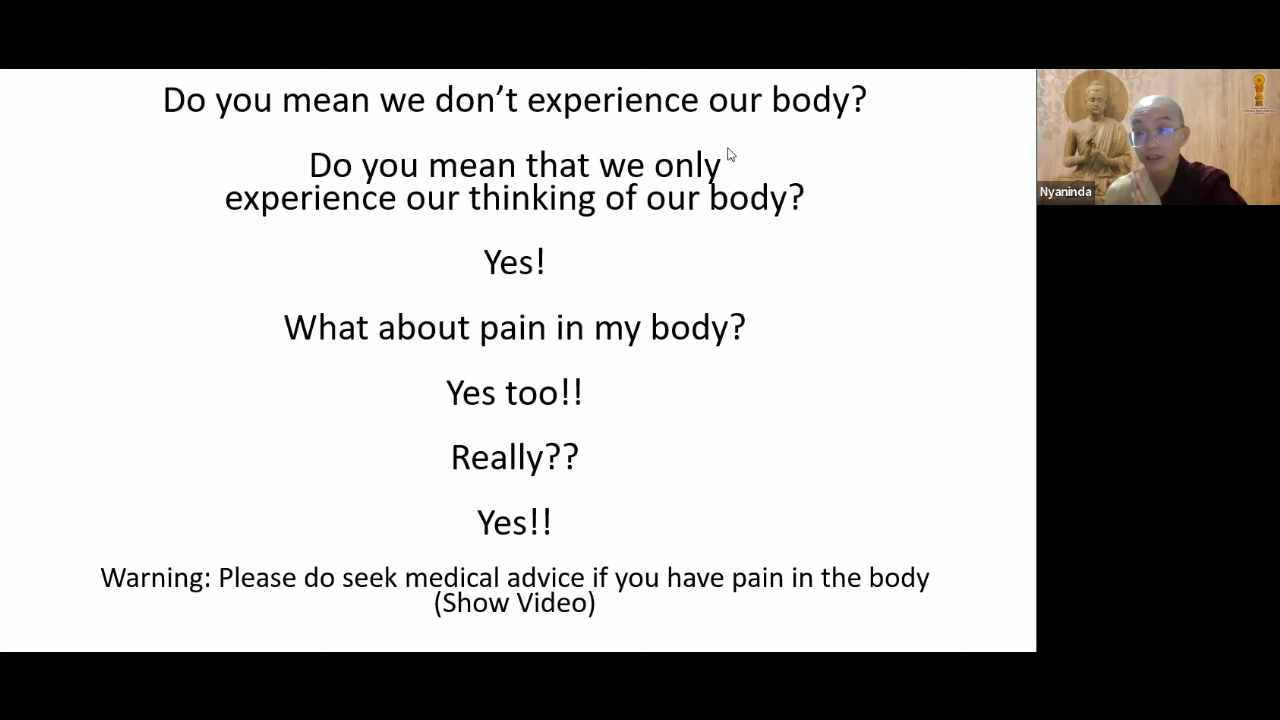 Do you mean we don’t experience our body?
Do you mean that we only
experience our thinking of our body?
Yes!
What about pain in my body?
Yes too!!
Really??
Yes!!
Warning: Please do seek medical advice if you have pain in the body
(Show Video)
Nyaninda